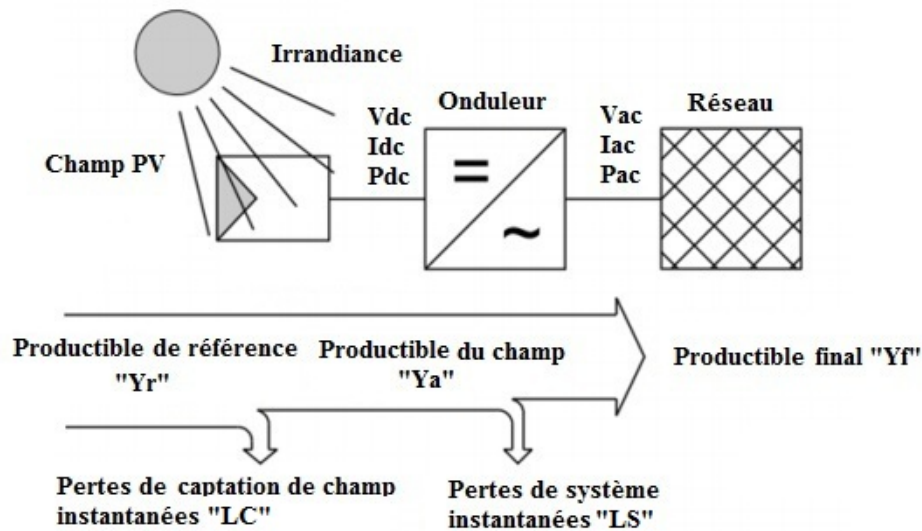 Irrandiance
Onduleur
Réseau
Vdc
Idc
Pdc
Vac
Iac
Pac
Champ PV
=
~
Productible de référence
"Yr"
Productible du champ
"Ya"
Productible final "Yf"
Pertes de captation de champ
instantanées "LC"
Pertes de système
instantanées "LS"